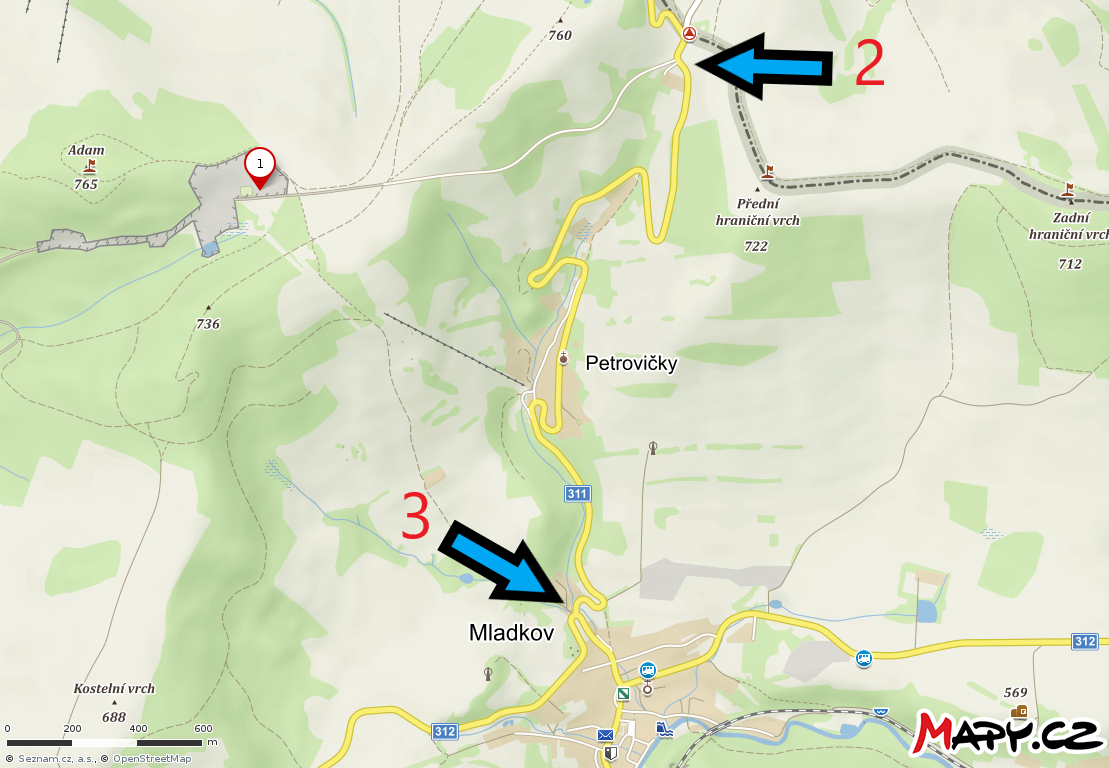 760
2
Adam
765
1
Přední
hraniční vrch
722
Zadní
hraniční vrch
712
736
Petrovičky
311
3
Mladkov
312
Kostelní vrch
688
569
312
0 200 400 600
m
© Seznam.cz, a.s., © OpenStreetMap
Mapy.cz